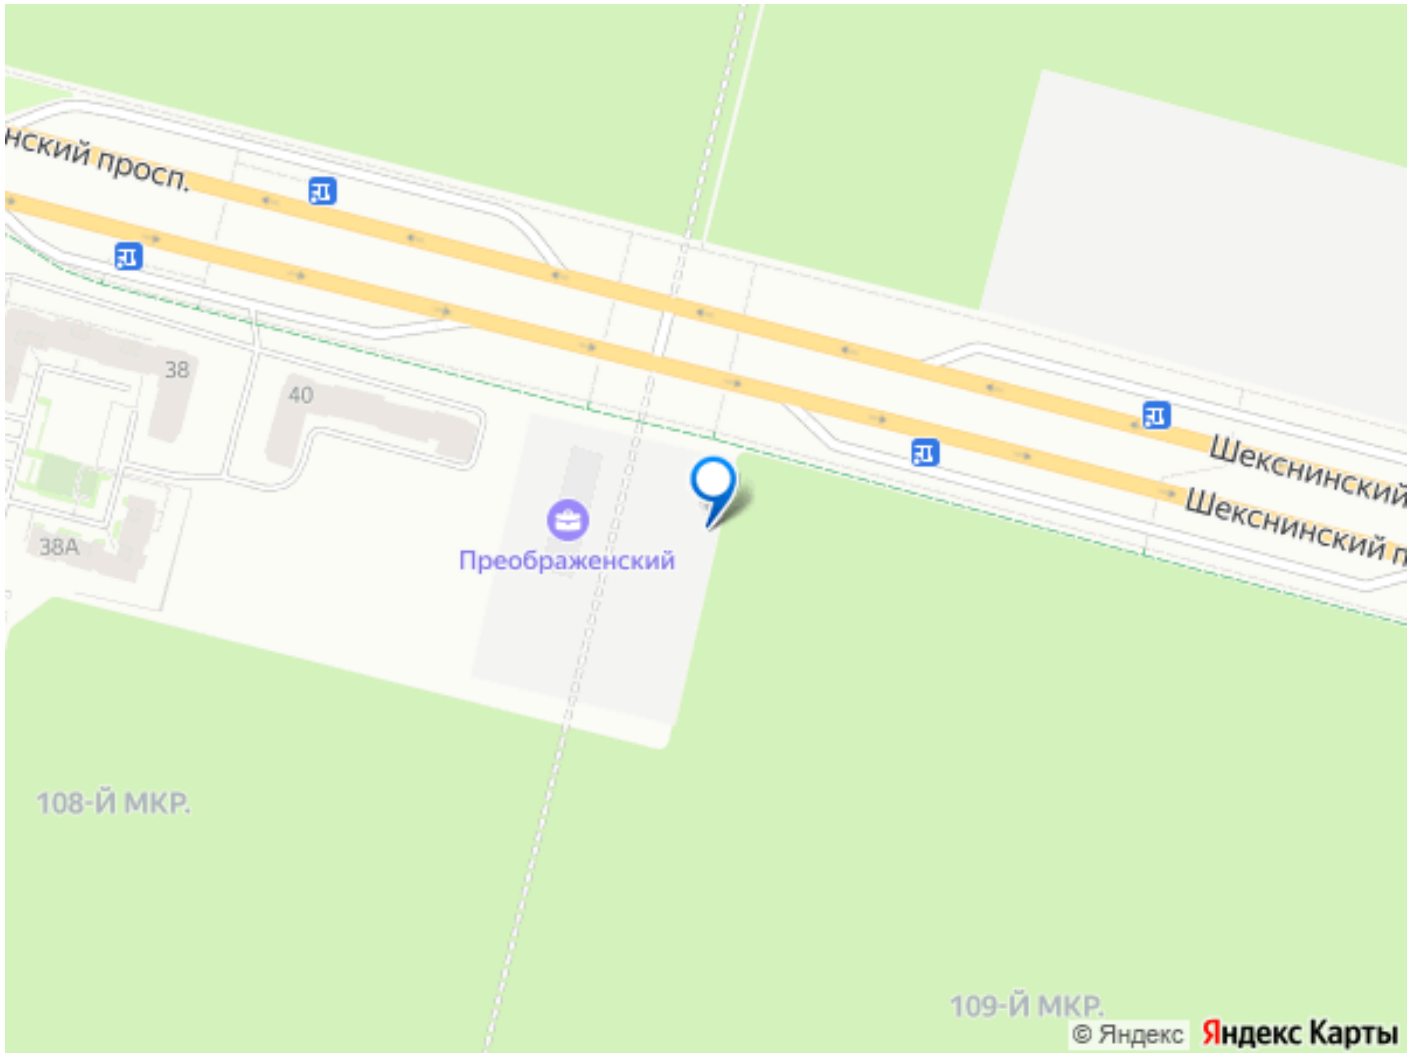 нский просп.
38
40
Шекснинский
Шекснинский п
38А
Преображенский
108-Й МКР.
109-Й МКР.
© Яндекс Яндекс Карты